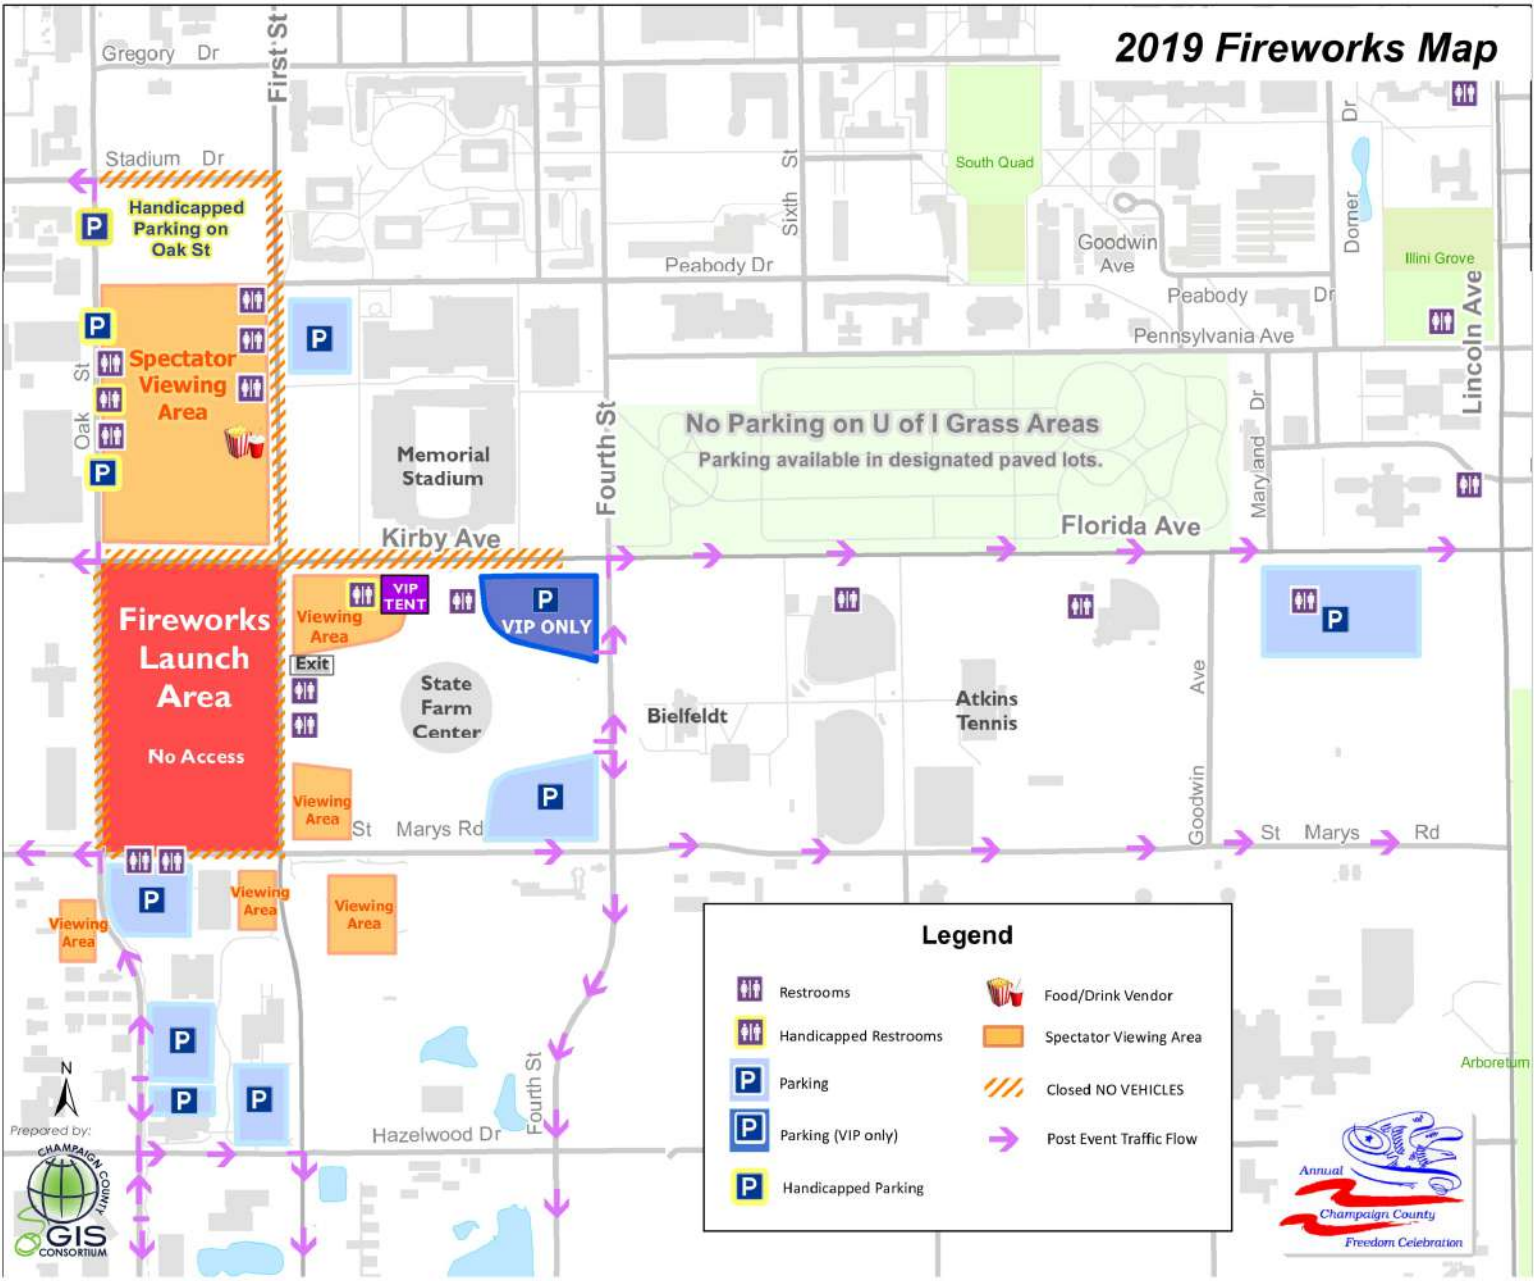 2019 Fireworks Map
Gregory Dr
First St
Stadium Dr
Handicapped
Parking on
Oak St
P
Sixth St
South Quad
Dorner Dr
Goodwin
Ave
Illini Grove
Peabody Dr
Peabody Dr
Pennsylvania Ave
Lincoln Ave
P
P
Spectator
Viewing
Area
Oak St
P
Memorial
Stadium
Fourth St
No Parking on U of I Grass Areas
Parking available in designated paved lots.
Maryland Dr
Kirby Ave
Florida Ave
Fireworks
Launch
Area
No Access
Viewing
Area
VIP
TENT
P
VIP ONLY
P
Exit
State
Farm
Center
Bielfeldt
Atkins
Tennis
Goodwin Ave
P
Viewing
Area
St Marys Rd
St Marys Rd
P
Viewing
Area
Viewing
Area
Viewing
Area
Legend
Restrooms
Handicapped Restrooms
P
Parking
P
Parking (VIP only)
P
Handicapped Parking
Food/Drink Vendor
Spectator Viewing Area
Closed NO VEHICLES
Post Event Traffic Flow
P
P
P
Fourth St
Hazelwood Dr
Arboretum
N
Prepared by:
CHAMPAIGN COUNTY
GIS
CONSORTIUM
Annual
Champaign County
Freedom Celebration